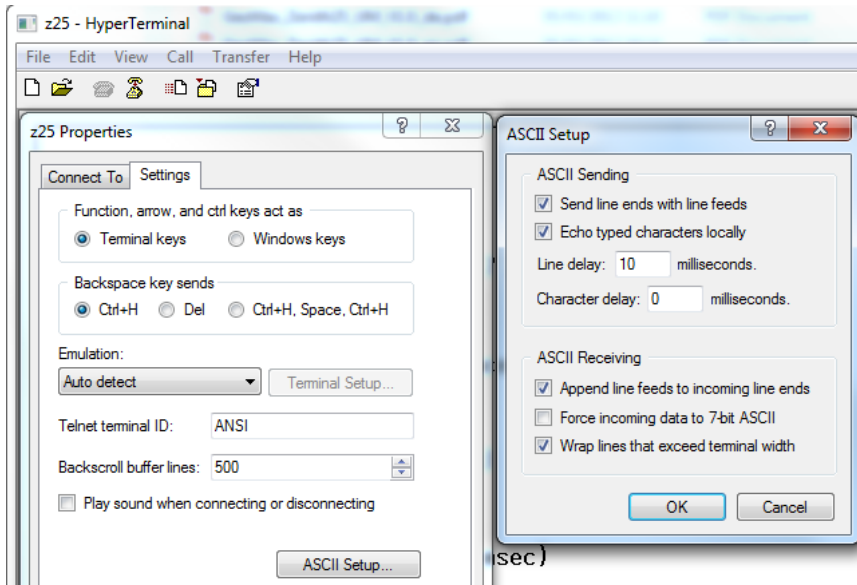 z25 - HyperTerminal
File Edit View Call Transfer Help
z25 Properties
Connect To Settings
Function, arrow, and ctrl keys act as
Terminal keys Windows keys
Backspace key sends
Ctrl+H Del Ctrl+H, Space, Ctrl+H
Emulation:
Auto detect Terminal Setup...
Telnet terminal ID: ANSI
Backscroll buffer lines: 500
Play sound when connecting or disconnecting
ASCII Setup...
ASCII Setup
ASCII Sending
Send line ends with line feeds
Echo typed characters locally
Line delay: 10 milliseconds.
Character delay: 0 milliseconds.
ASCII Receiving
Append line feeds to incoming line ends
Force incoming data to 7-bit ASCII
Wrap lines that exceed terminal width
OK Cancel
sec)